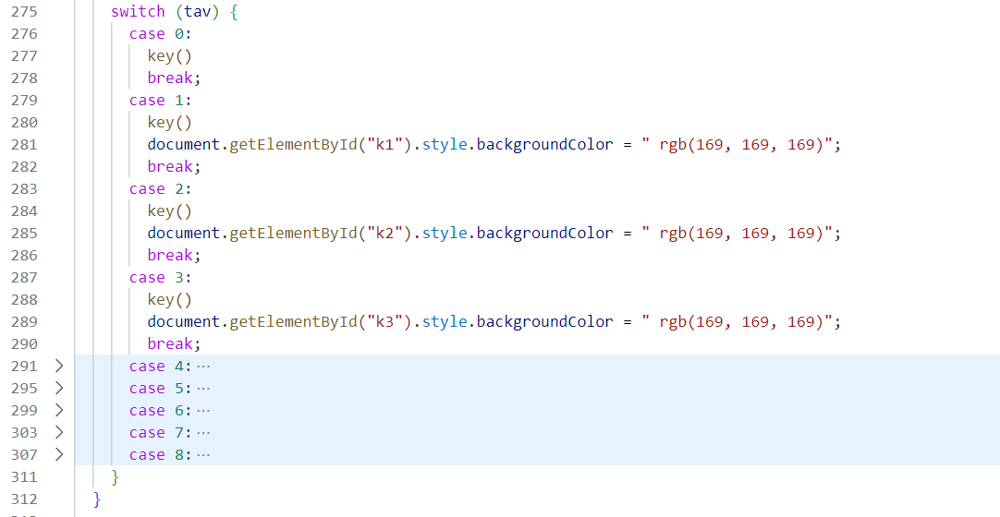 275 switch (tav) {
276 case 0:
277 key()
278 break;
279 case 1:
280 key()
281 document.getElementById("k1").style.backgroundColor = " rgb(169, 169, 169)";
282 break;
283 case 2:
284 key()
285 document.getElementById("k2").style.backgroundColor = " rgb(169, 169, 169)";
286 break;
287 case 3:
288 key()
289 document.getElementById("k3").style.backgroundColor = " rgb(169, 169, 169)";
290 break;
291 case 4:···
295 case 5:···
299 case 6:···
303 case 7:···
307 case 8:···
311 }
312 }